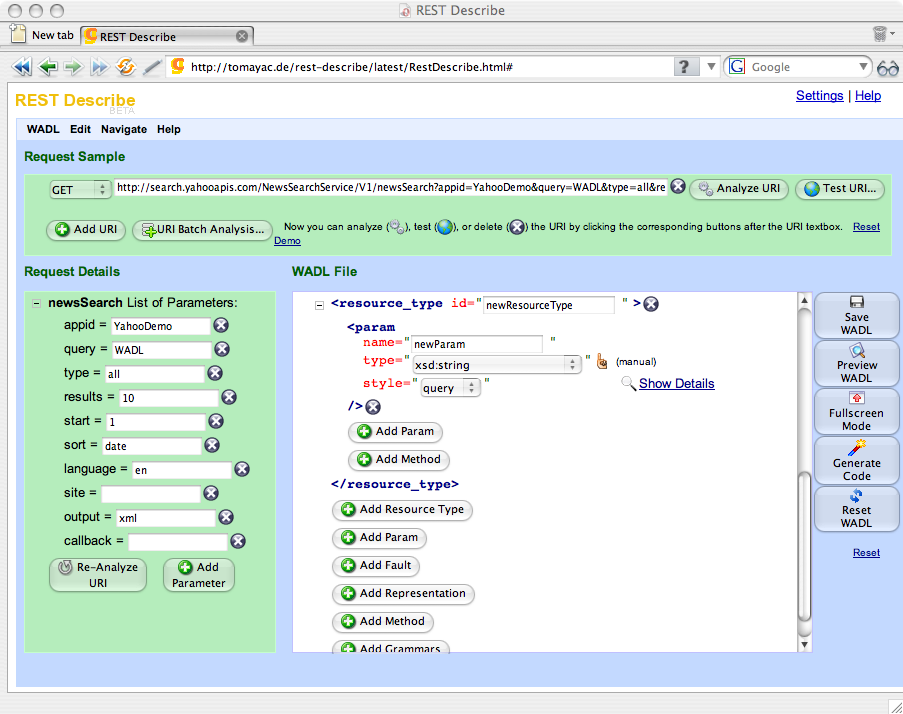 REST Describe
New tab
REST Describe
http://tomayac.de/rest-describe/latest/RestDescribe.html#
?
G Google
REST Describe
BETA
Settings | Help
WADL Edit Navigate Help
Request Sample
GET http://search.yahooapis.com/NewsSearchService/V1/newsSearch?appid=YahooDemo&query=WADL&type=all&re Analyze URI Test URI...
Add URI URI Batch Analysis... Now you can analyze ( ), test ( ), or delete ( ) the URI by clicking the corresponding buttons after the URI textbox. Reset
Demo
Request Details
newsSearch List of Parameters:
appid = YahooDemo
query = WADL
type = all
results = 10
start = 1
sort = date
language = en
site =
output = xml
callback =
Re-Analyze URI
Add Parameter
WADL File
<resource_type id="newResourceType ">
<param
name="newParam "
type="xsd:string " (manual)
style="query " Show Details
/>
Add Param
Add Method
</resource_type>
Add Resource Type
Add Param
Add Fault
Add Representation
Add Method
Add Grammars
Save
WADL
Preview
WADL
Fullscreen
Mode
Generate
Code
Reset
WADL
Reset